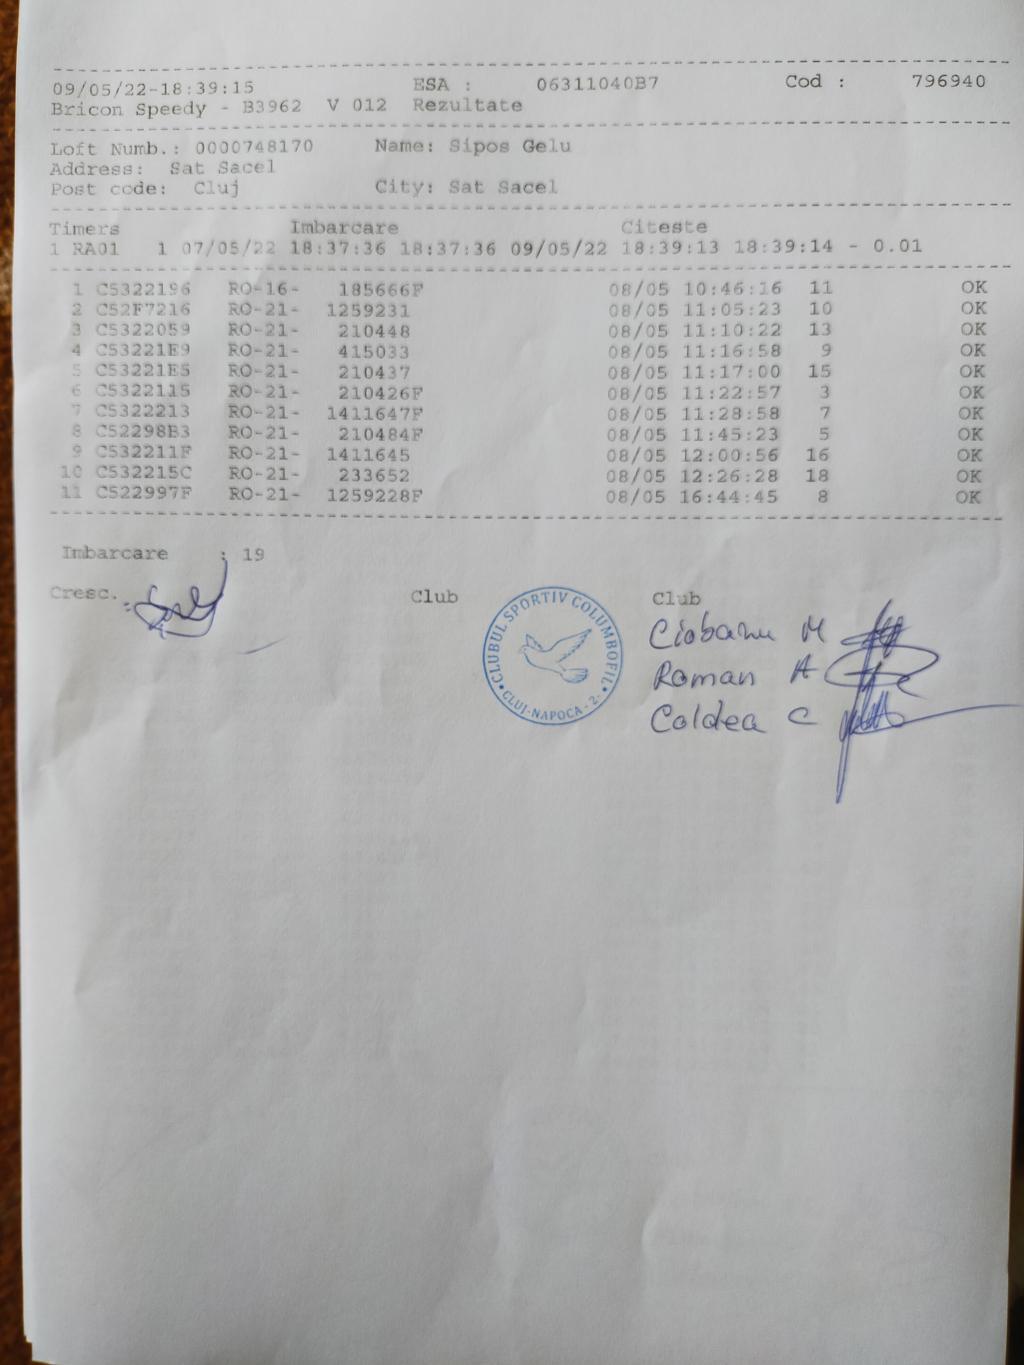 09/05/22-18:39:15 ESA : 06311040B7 Cod : 796940
Bricon Speedy - B3962 V 012 Rezultate
Loft Numb.: 0000748170 Name: Sipos Gelu
Address: Sat Sacel
Post code: Cluj City: Sat Sacel
Timers Imbarcare Citeste
1 RA01 1 07/05/22 18:37:36 18:37:36 09/05/22 18:39:13 18:39:14 - 0.01
1 C5322196 RO-16- 185666F 08/05 10:46:16 11 OK
2 C52F7216 RO-21- 1259231 08/05 11:05:23 10 OK
3 C5322059 RO-21- 210448 08/05 11:10:22 13 OK
4 C53221E9 RO-21- 415033 08/05 11:16:58 9 OK
5 C53221E5 RO-21- 210437 08/05 11:17:00 15 OK
6 C5322115 RO-21- 210426F 08/05 11:22:57 3 OK
7 C5322213 RO-21- 1411647F 08/05 11:28:58 7 OK
8 C52298B3 RO-21- 210484F 08/05 11:45:23 5 OK
9 C532211F RO-21- 1411645 08/05 12:00:56 16 OK
10 C532215C RO-21- 233652 08/05 12:26:28 18 OK
11 C522997F RO-21- 1259228F 08/05 16:44:45 8 OK
Imbarcare : 19
Cresc. : Club Club
CLUBUL SPORTIV COLUMBOFIL
CLUJ-NAPOCA - 2
Ciobanu M
Roman A
Coldea C